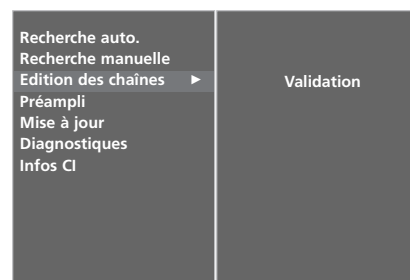 Recherche auto.
Recherche manuelle
Edition des chaînes ►
Validation
Préampli
Mise à jour
Diagnostiques
Infos CI